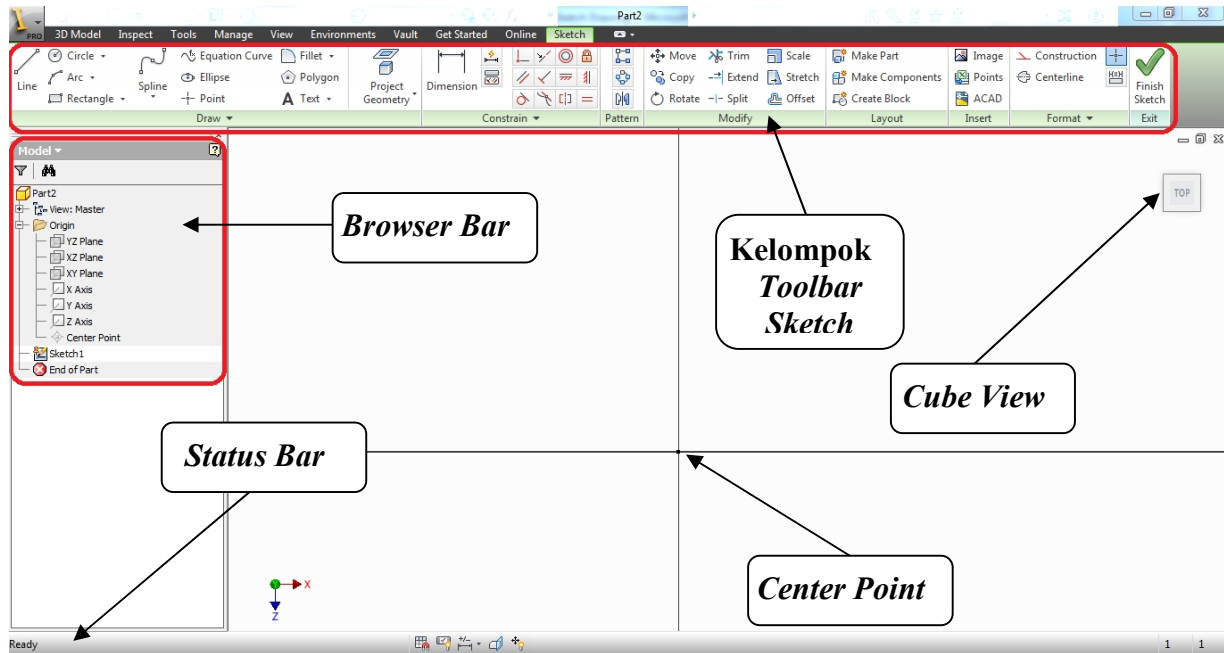 Part2
PRO 3D Model Inspect Tools Manage View Environments Vault Get Started Online Sketch
Circle Equation Curve Fillet Move Trim Scale Make Part Image Construction
Line Arc Spline Ellipse Polygon Project Geometry Dimension Copy Extend Stretch Make Components Points Centerline Finish Sketch
Rectangle Point A Text Rotate Split Offset Create Block ACAD
Draw Constrain Pattern Modify Layout Insert Format Exit
Model
Part2
View: Master
Origin
YZ Plane
XZ Plane
XY Plane
X Axis
Y Axis
Z Axis
Center Point
Sketch1
End of Part
Browser Bar
Kelompok
Toolbar
Sketch
TOP
Cube View
Status Bar
Center Point
X
Z
Ready 1 1